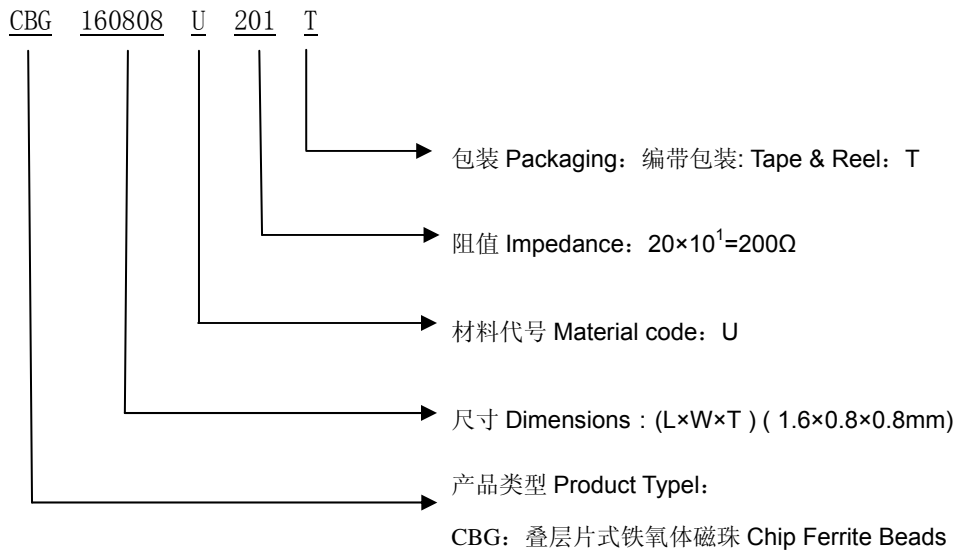 CBG 160808 U 201 T
包装 Packaging：编带包装: Tape & Reel：T
阻值 Impedance：20×10¹=200Ω
材料代号 Material code：U
尺寸 Dimensions：(L×W×T ) ( 1.6×0.8×0.8mm)
产品类型 Product Typel：
CBG：叠层片式铁氧体磁珠 Chip Ferrite Beads